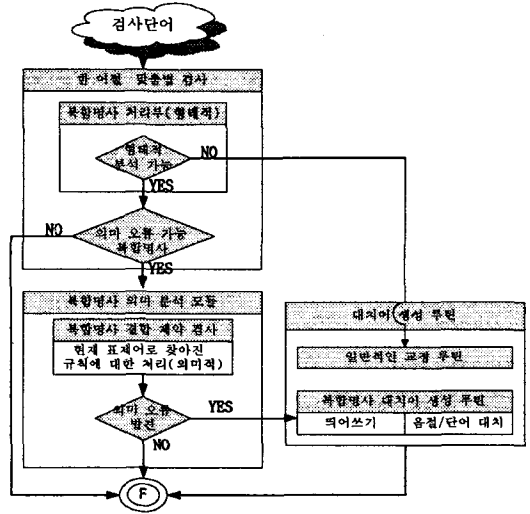 검사단어
한 어절 맞춤법 검사
복합명사 처리부(형태적)
형태적
분석 가능
NO
YES
NO
의미 오류 가능
복합명사
YES
복합명사 의미 분석 모듈
복합명사 결합 제약 검사
현재 표제어로 찾아진
규칙에 대한 처리(의미적)
의미 오류
발견
YES
NO
대치어 생성 루틴
일반적인 교정 루틴
복합명사 대치어 생성 루틴
띄어쓰기
음절/단어 대치
F